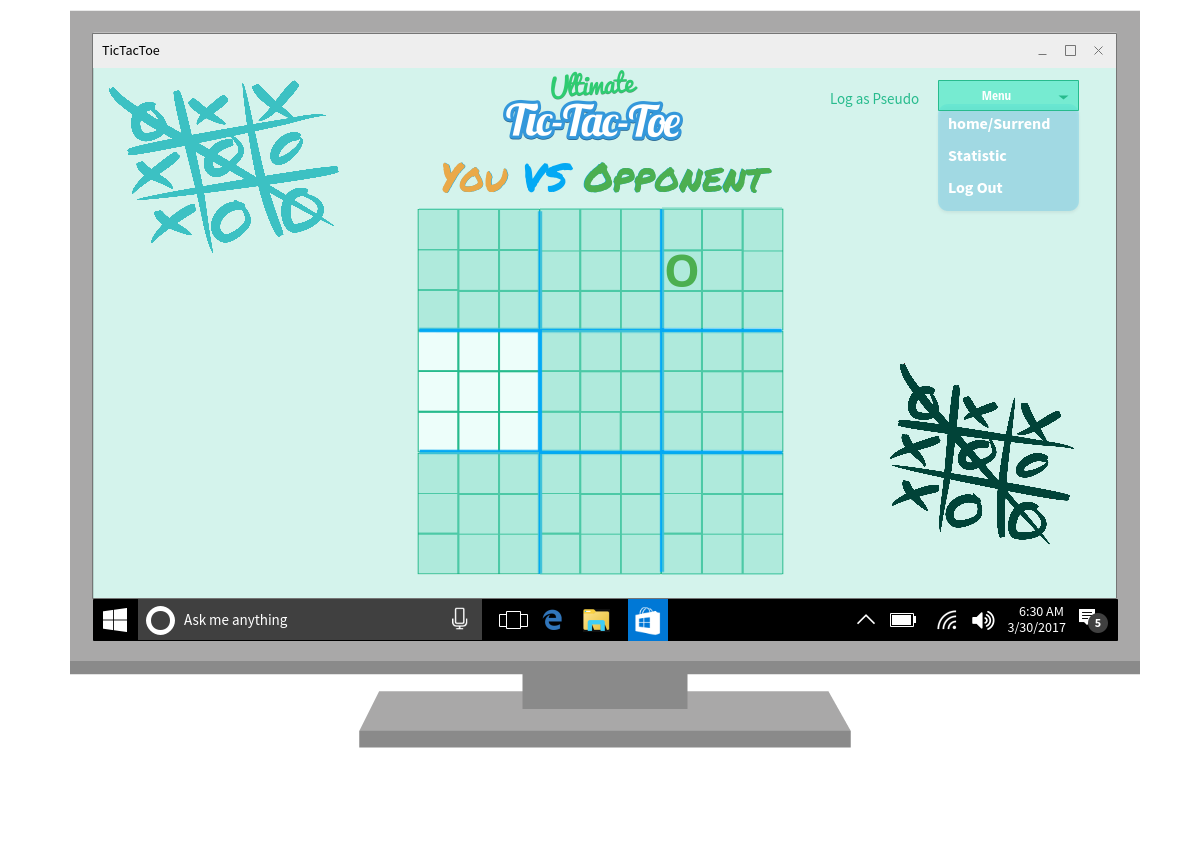 TicTacToe
Ultimate
Tic-Tac-Toe
Log as Pseudo
Menu
home/Surrend
Statistic
Log Out
You VS Opponent
O
Ask me anything
6:30 AM
3/30/2017
5